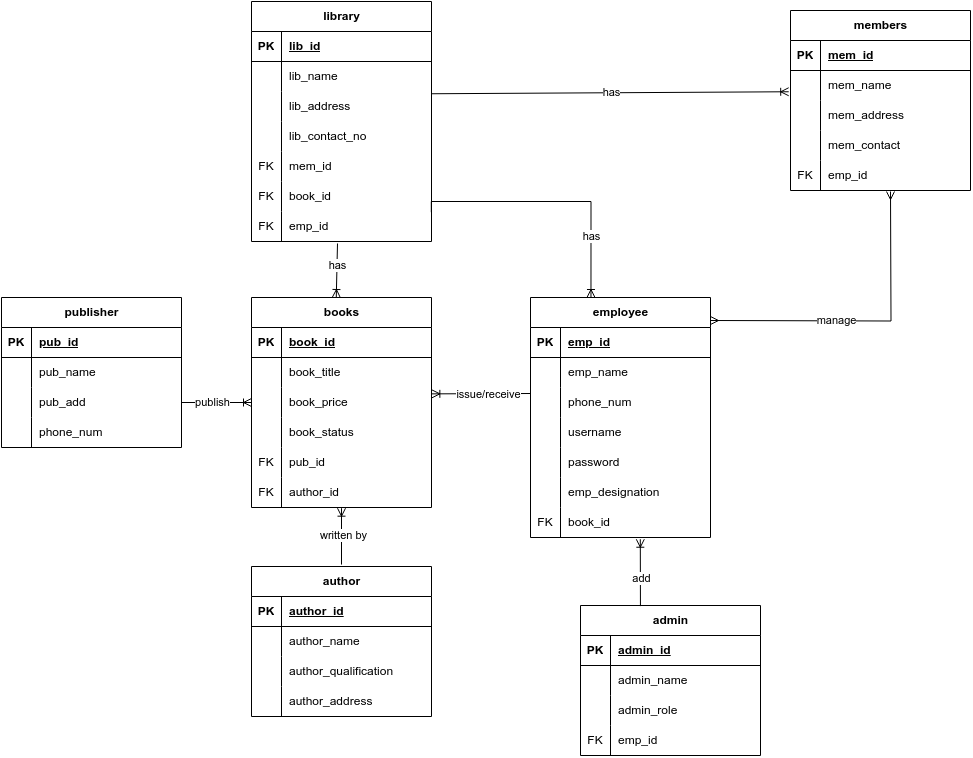 library
PK lib_id
lib_name
lib_address
lib_contact_no
FK mem_id
FK book_id
FK emp_id
members
PK mem_id
mem_name
mem_address
mem_contact
FK emp_id
has
has
has
manage
publisher
PK pub_id
pub_name
pub_add
phone_num
publish
books
PK book_id
book_title
book_price
book_status
FK pub_id
FK author_id
issue/receive
employee
PK emp_id
emp_name
phone_num
username
password
emp_designation
FK book_id
written by
add
author
PK author_id
author_name
author_qualification
author_address
admin
PK admin_id
admin_name
admin_role
FK emp_id